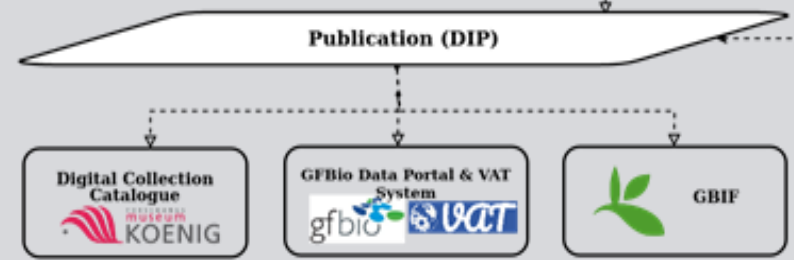 Publication (DIP)
Digital Collection
Catalogue
museum
KOENIG
GFBio Data Portal & VAT
System
gfbio
VAT
GBIF